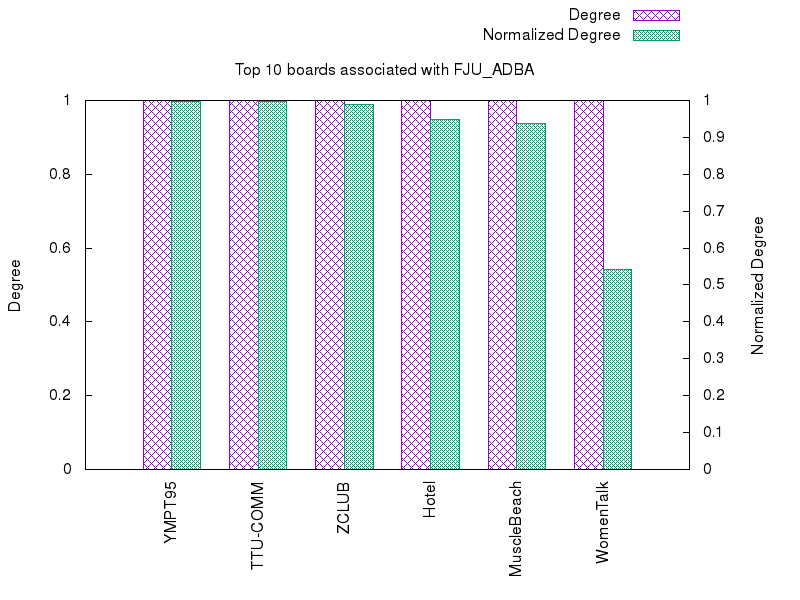 Degree
Normalized Degree
Top 10 boards associated with FJU_ADBA
1
0.8
0.6
0.4
0.2
0
1
0.9
0.8
0.7
0.6
0.5
0.4
0.3
0.2
0.1
0
Degree
Normalized Degree
YMPT95
TTU-COMM
ZCLUB
Hotel
MuscleBeach
WomenTalk